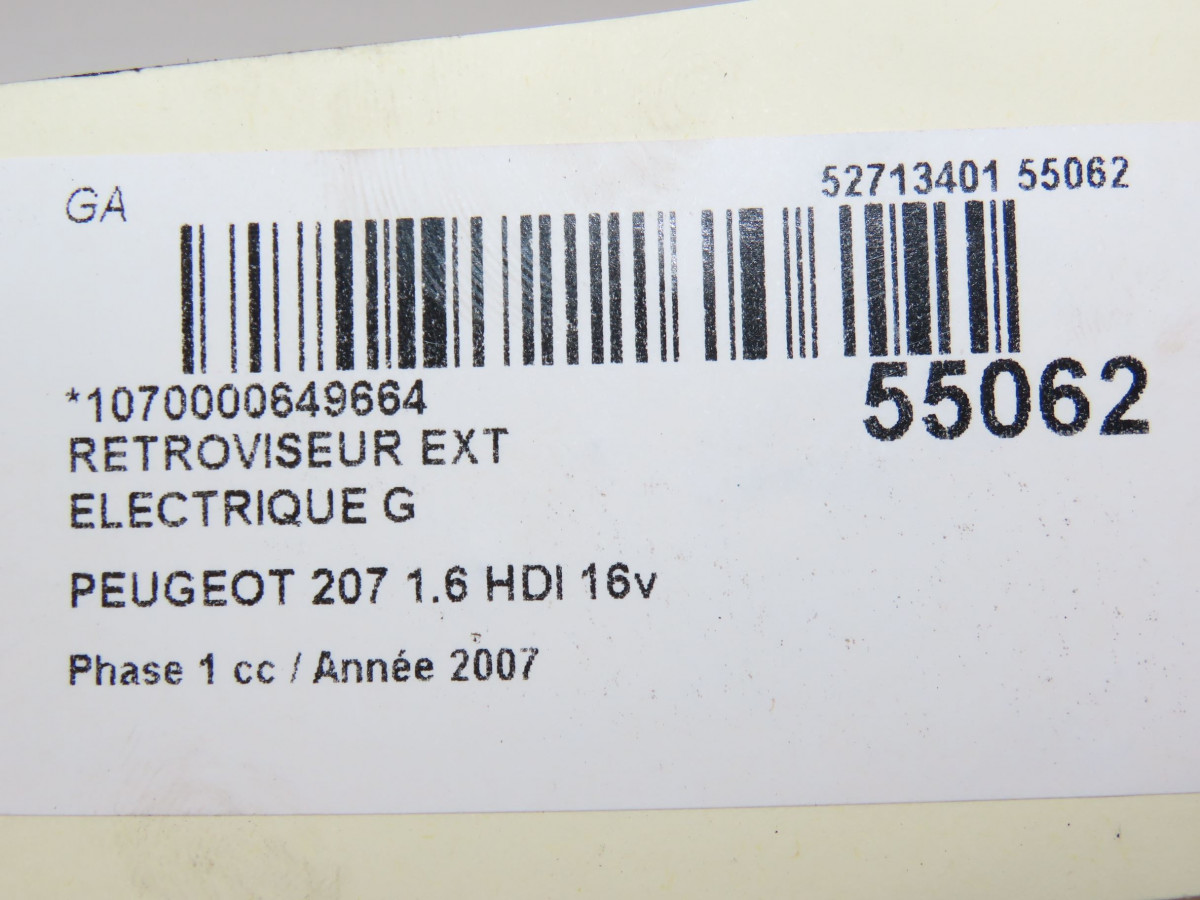 GA
52713401 55062
*1070000649664
55062
RETROVISEUR EXT
ELECTRIQUE G
PEUGEOT 207 1.6 HDI 16v
Phase 1 cc / Année 2007